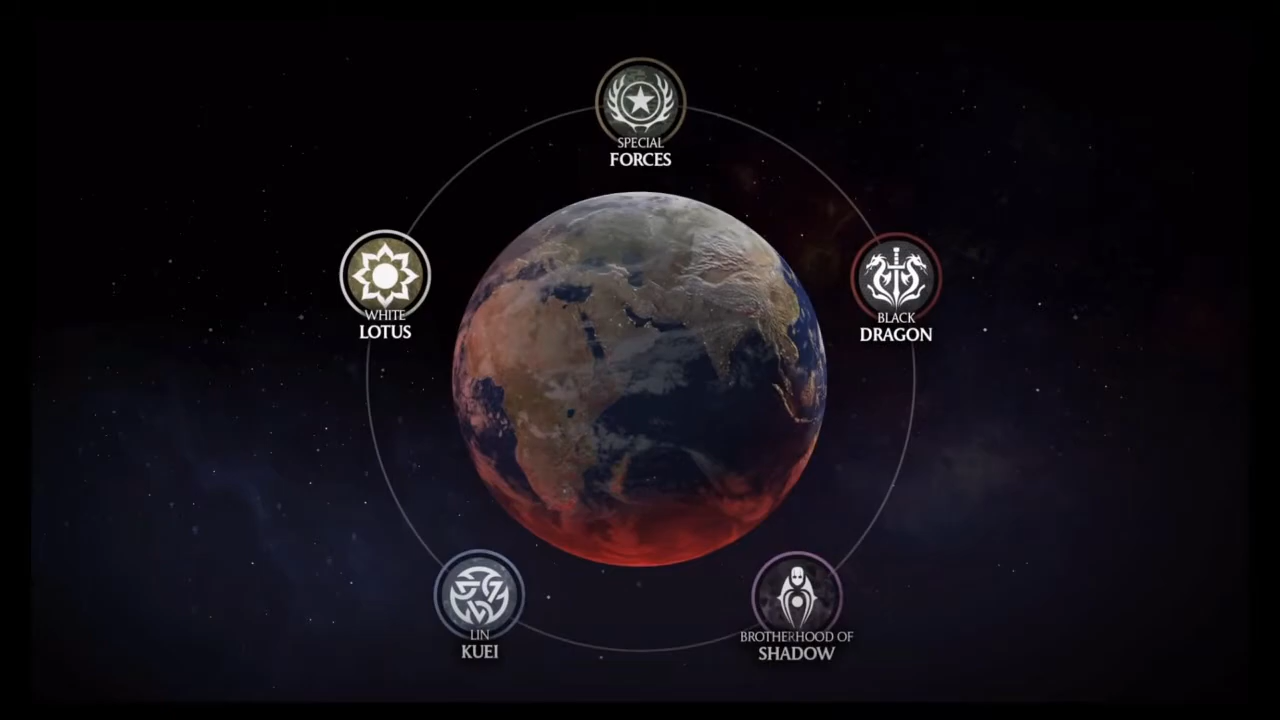 SPECIAL
FORCES
WHITE
LOTUS
BLACK
DRAGON
LIN
KUEI
BROTHERHOOD OF
SHADOW